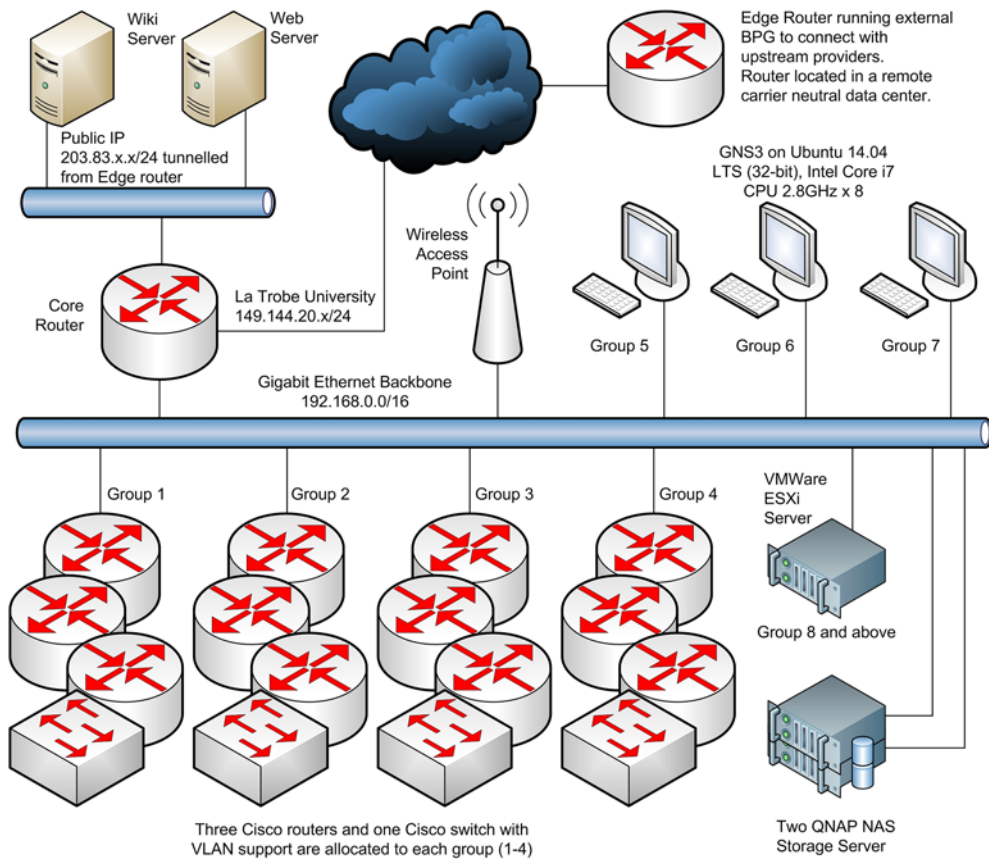 Wiki
Server
Web
Server
Edge Router running external
BPG to connect with
upstream providers.
Router located in a remote
carrier neutral data center.
Public IP
203.83.x.x/24 tunnelled
from Edge router
GNS3 on Ubuntu 14.04
LTS (32-bit), Intel Core i7
CPU 2.8GHz x 8
Wireless
Access
Point
Core
Router
La Trobe University
149.144.20.x/24
Group 5
Group 6
Group 7
Gigabit Ethernet Backbone
192.168.0.0/16
Group 1
Group 2
Group 3
Group 4
VMWare
ESXi
Server
Group 8 and above
Three Cisco routers and one Cisco switch with
VLAN support are allocated to each group (1-4)
Two QNAP NAS
Storage Server